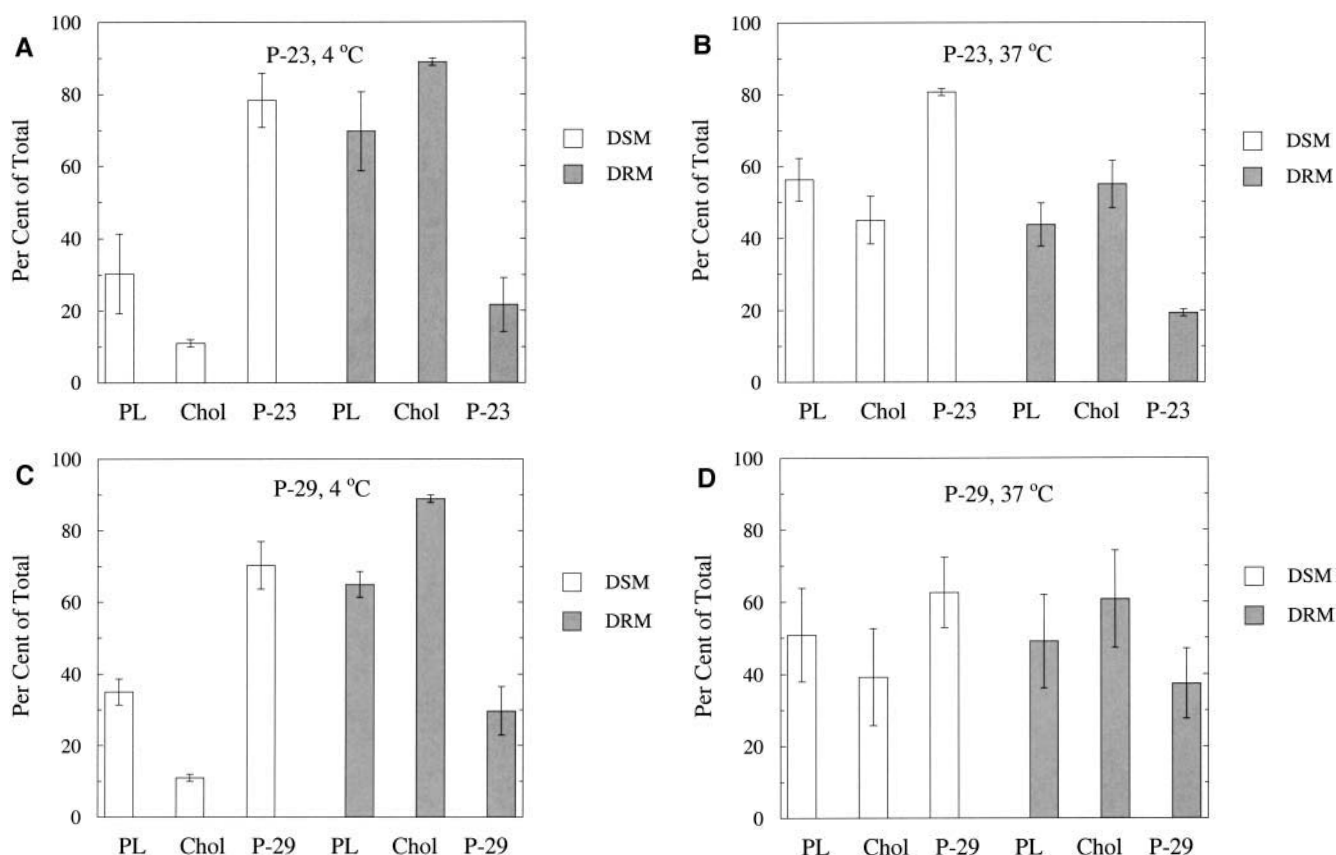 A
P-23, 4 °C
Per Cent of Total
100
80
60
40
20
0
PL Chol P-23 PL Chol P-23
DSM
DRM
B
P-23, 37 °C
Per Cent of Total
100
80
60
40
20
0
PL Chol P-23 PL Chol P-23
DSM
DRM
C
P-29, 4 °C
Per Cent of Total
100
80
60
40
20
0
PL Chol P-29 PL Chol P-29
DSM
DRM
D
P-29, 37 °C
Per Cent of Total
100
80
60
40
20
0
PL Chol P-29 PL Chol P-29
DSM
DRM